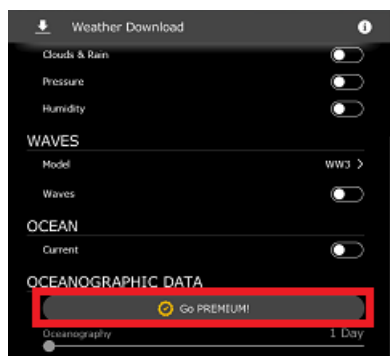 Weather Download
Clouds & Rain
Pressure
Humidity
WAVES
Model WW3 >
Waves
OCEAN
Current
OCEANOGRAPHIC DATA
Go PREMIUM!
Oceanography 1 Day